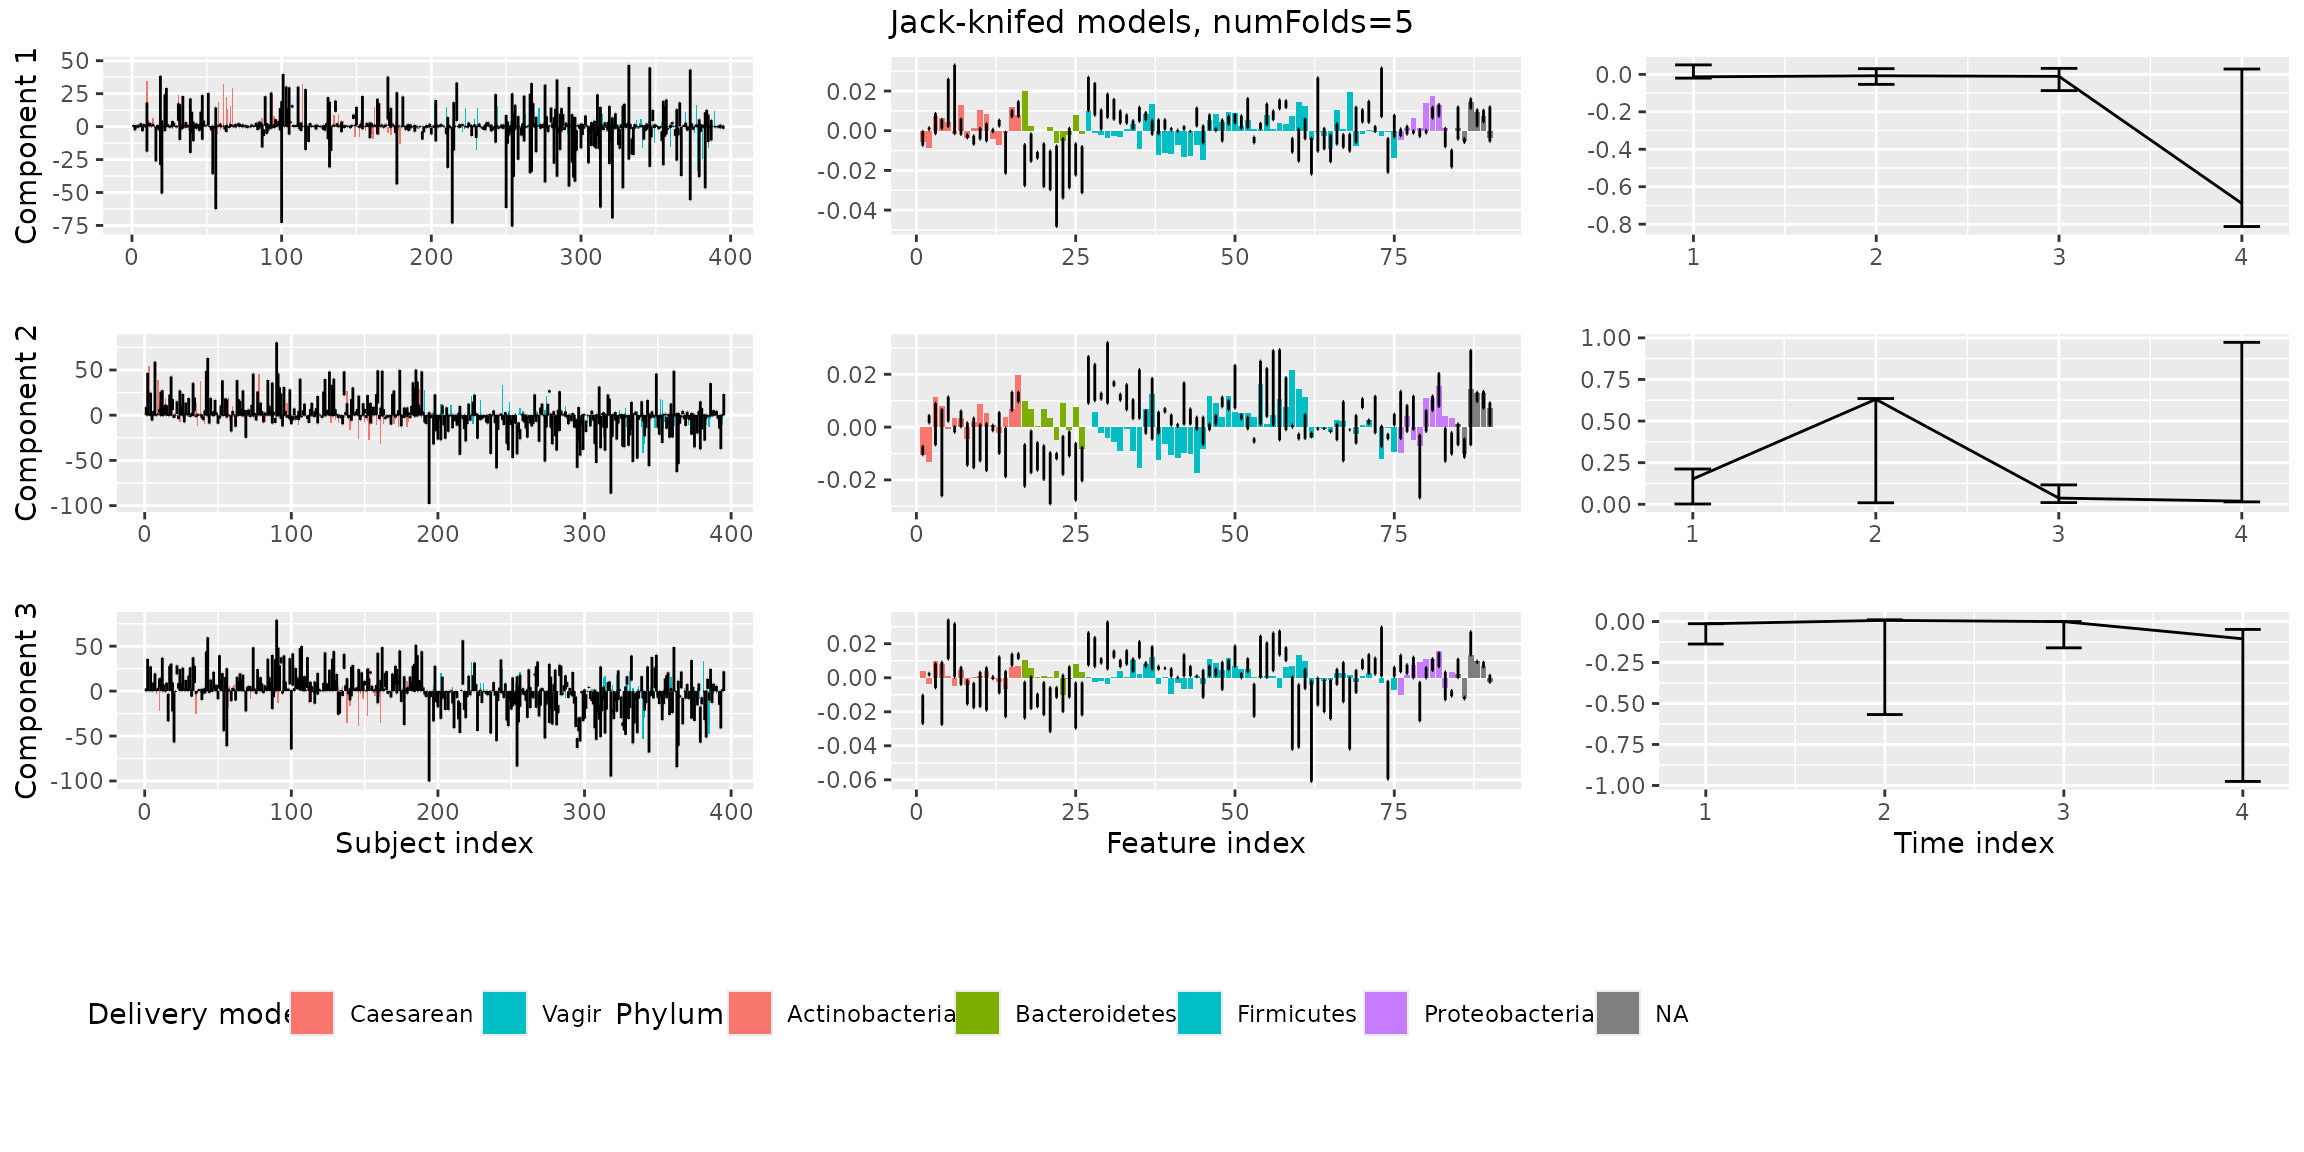 Jack-knifed models, numFolds=5
Component 1
50
25
0
-25
-50
-75
0 100 200 300 400
0.02
0.00
-0.02
-0.04
0 25 50 75
0.0
-0.2
-0.4
-0.6
-0.8
1 2 3 4
Component 2
50
0
-50
-100
0 100 200 300 400
0.02
0.00
-0.02
0 25 50 75
1.00
0.75
0.50
0.25
0.00
1 2 3 4
Component 3
50
0
-50
-100
0 100 200 300 400
Subject index
0.02
0.00
-0.02
-0.04
-0.06
0 25 50 75
Feature index
0.00
-0.25
-0.50
-0.75
-1.00
1 2 3 4
Time index
Delivery mode Caesarean Vagir Phylum Actinobacteria Bacteroidetes Firmicutes Proteobacteria NA